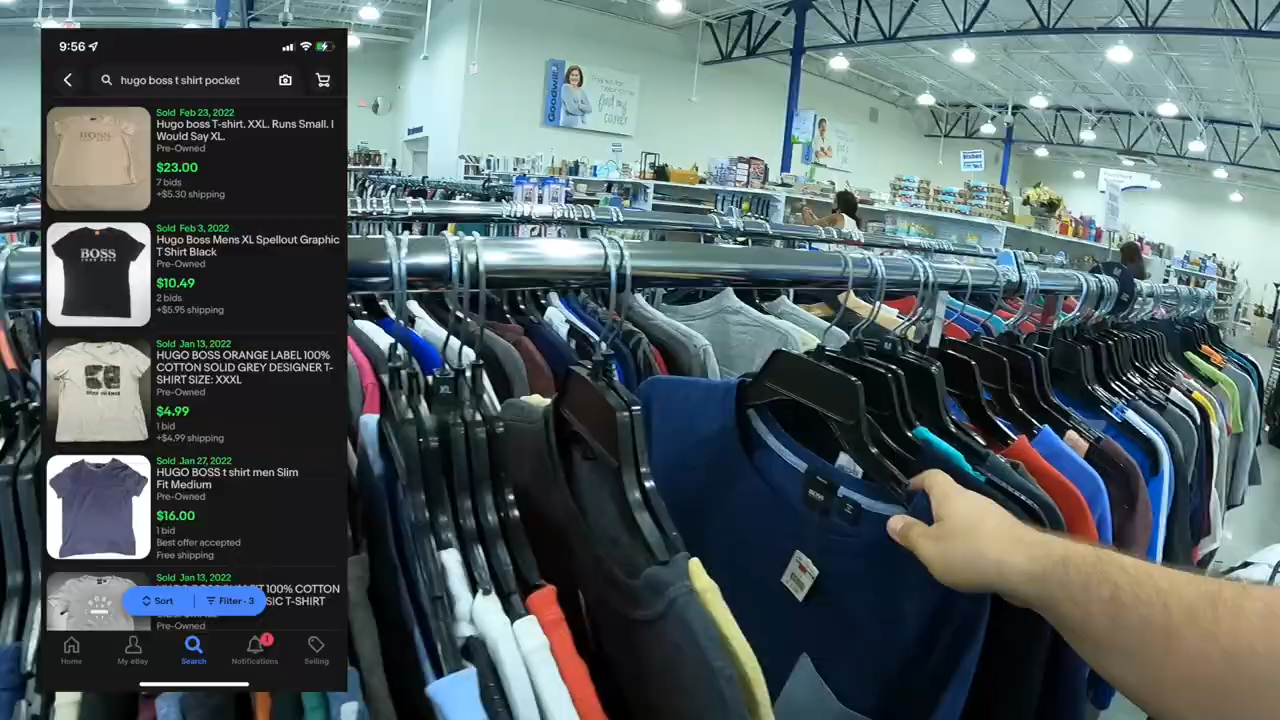 9:56
hugo boss t shirt pocket
Sold Feb 23, 2022
Hugo boss T-shirt. XXL. Runs Small. I
Would Say XL.
Pre-Owned
$23.00
7 bids
+$5.30 shipping
BOSS
Sold Feb 3, 2022
Hugo Boss Mens XL Spellout Graphic
T Shirt Black
Pre-Owned
$10.49
2 bids
+$5.95 shipping
BOSS
Sold Jan 13, 2022
HUGO BOSS ORANGE LABEL 100%
COTTON SOLID GREY DESIGNER T-
SHIRT SIZE: XXXL
Pre-Owned
$4.99
1 bid
+$4.99 shipping
Sold Jan 27, 2022
HUGO BOSS t shirt men Slim
Fit Medium
Pre-Owned
$16.00
1 bid
Best offer accepted
Free shipping
Sold Jan 13, 2022
100% COTTON
T-SHIRT
Pre-Owned
Sort
Filter · 3
Home
My eBay
Search
1
Notifications
Selling
Goodwill
find my
career
BOSS